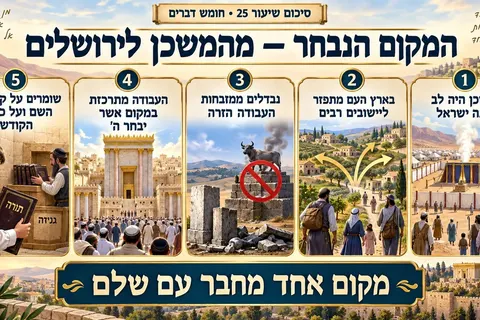 סיכום שיעור 25 • חומש דברים
המקום הנבחר – מהמשכן לירושלים
1
כן היה לב
ה ישראל
2
בארץ העם מתפזר
ליישובים רבים
3
נבדלים ממזבחות
העבודה הזרה
4
העבודה מתרכזת
במקום אשר
יבחר ה'
5
שומרים על ק
השם ועל כ
הקודש
תורה
גניזה
מקום אחד מחבר עם שלם